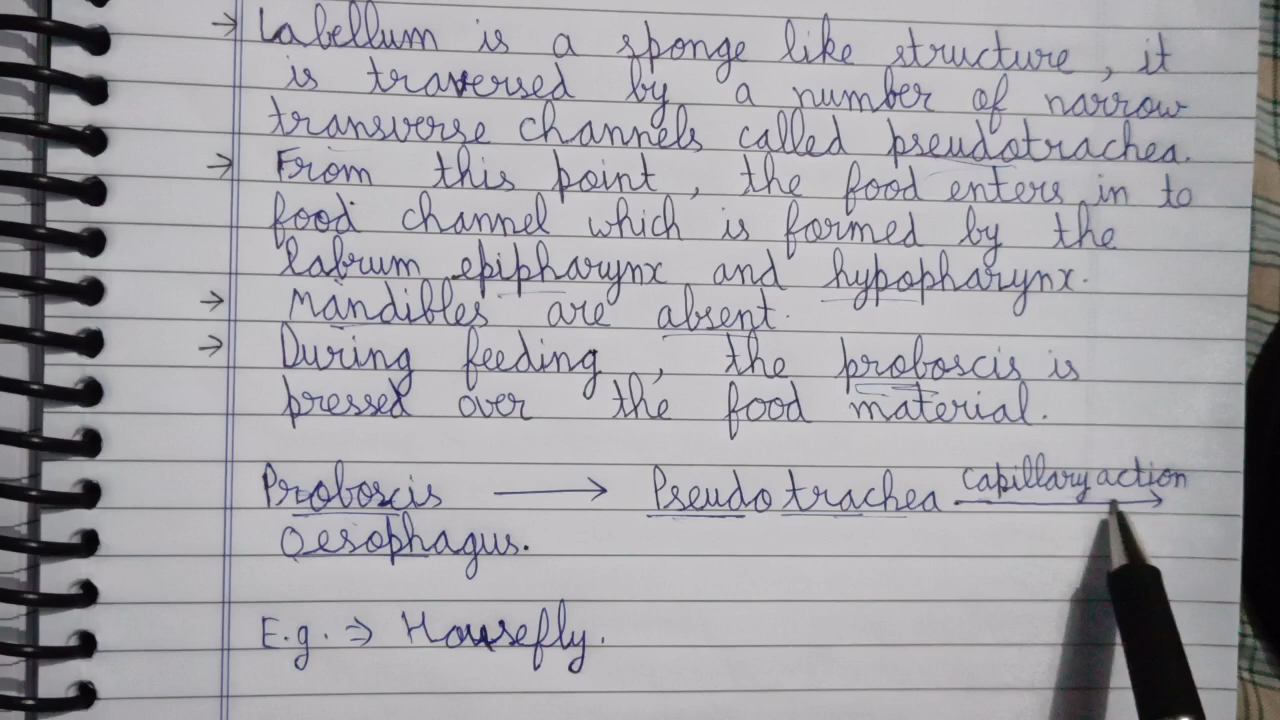 → Labellum is a sponge like structure, it
is traversed by a number of narrow
transverse channels called pseudotrachea.
→ From this point, the food enters in to
food channel which is formed by the
labrum epipharynx and hypopharynx.
→ Mandibles are absent.
→ During feeding, the proboscis is
pressed over the food material.
Proboscis ⟶ Pseudotrachea capillary action ⟶
Oesophagus.
E.g. ⇒ Housefly.